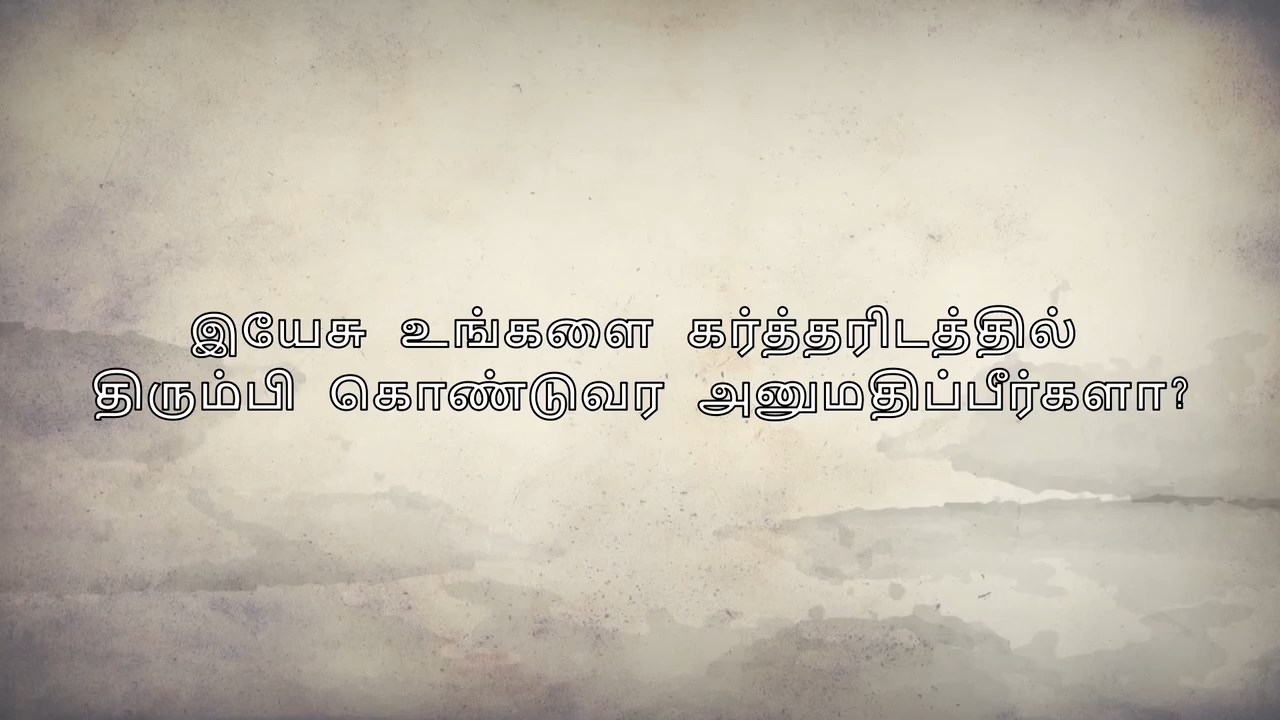 இயேசு உங்களை கர்த்தரிடத்தில்
திரும்பி கொண்டுவர அனுமதிப்பீர்களா?